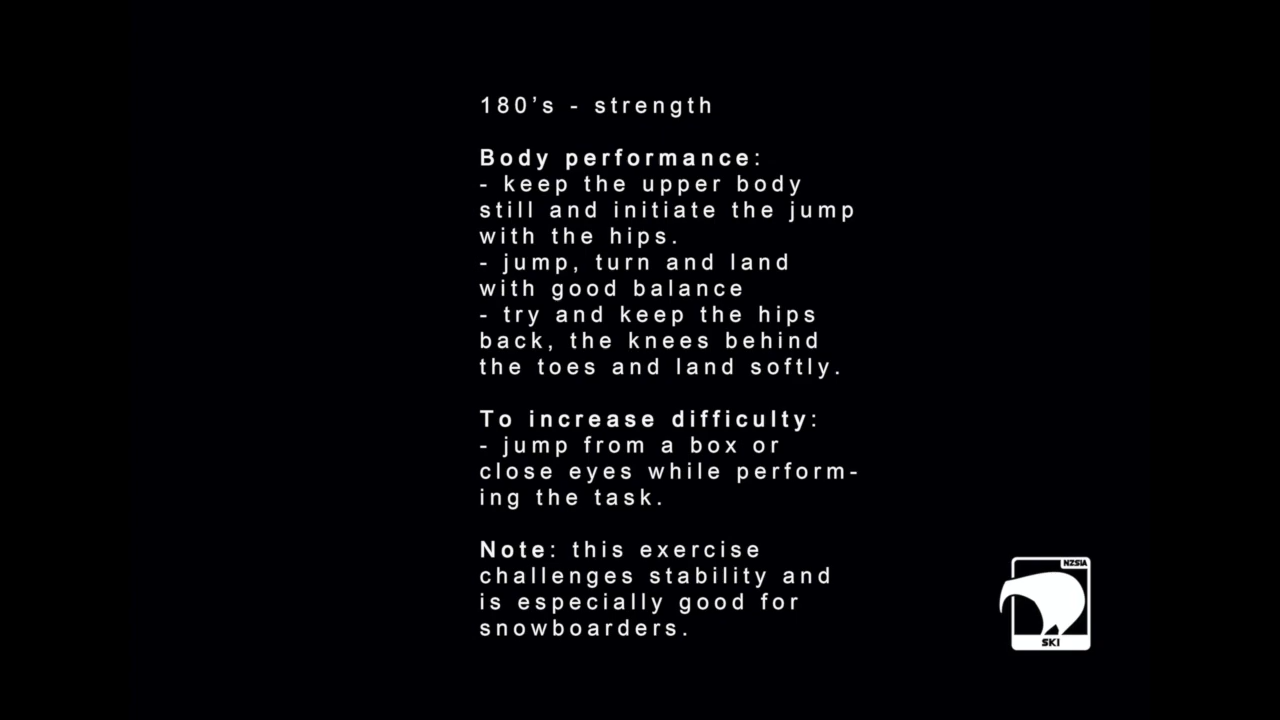 180’s - strength
Body performance:
- keep the upper body
still and initiate the jump
with the hips.
- jump, turn and land
with good balance
- try and keep the hips
back, the knees behind
the toes and land softly.
To increase difficulty:
- jump from a box or
close eyes while perform-
ing the task.
Note: this exercise
challenges stability and
is especially good for
snowboarders.
NZSIA
SKI